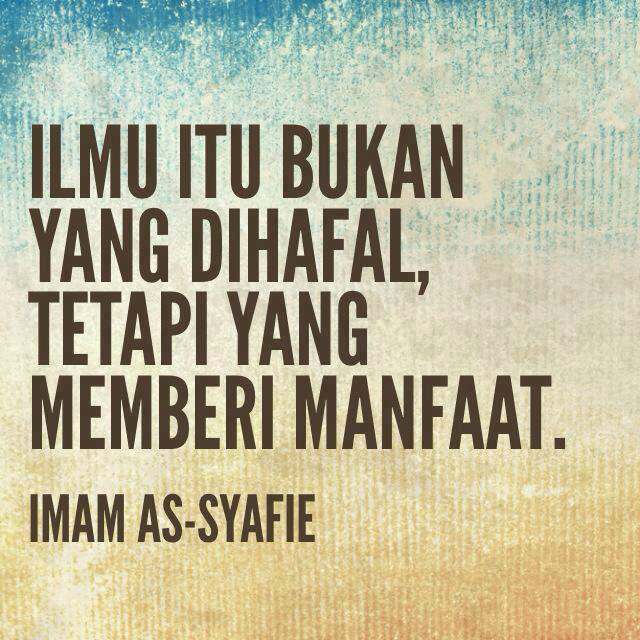 ILMU ITU BUKAN
YANG DIHAFAL,
TETAPI YANG
MEMBERI MANFAAT.
IMAM AS-SYAFIE